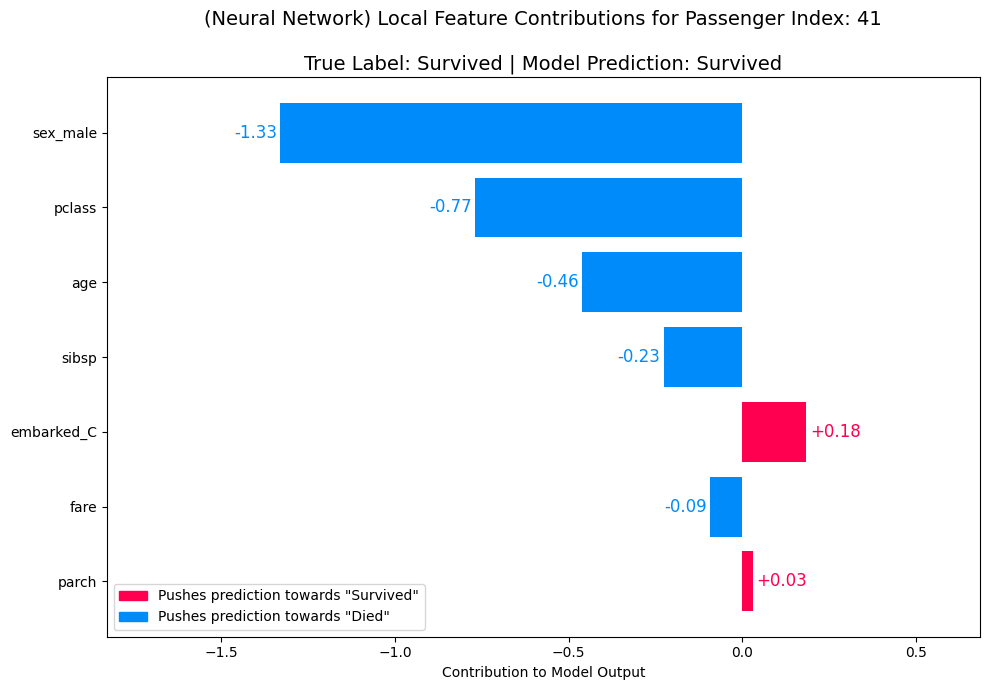 (Neural Network) Local Feature Contributions for Passenger Index: 41
True Label: Survived | Model Prediction: Survived
sex_male
-1.33
pclass
-0.77
age
-0.46
sibsp
-0.23
embarked_C
+0.18
fare
-0.09
parch
+0.03
Pushes prediction towards "Survived"
Pushes prediction towards "Died"
−1.5
−1.0
−0.5
0.0
0.5
Contribution to Model Output